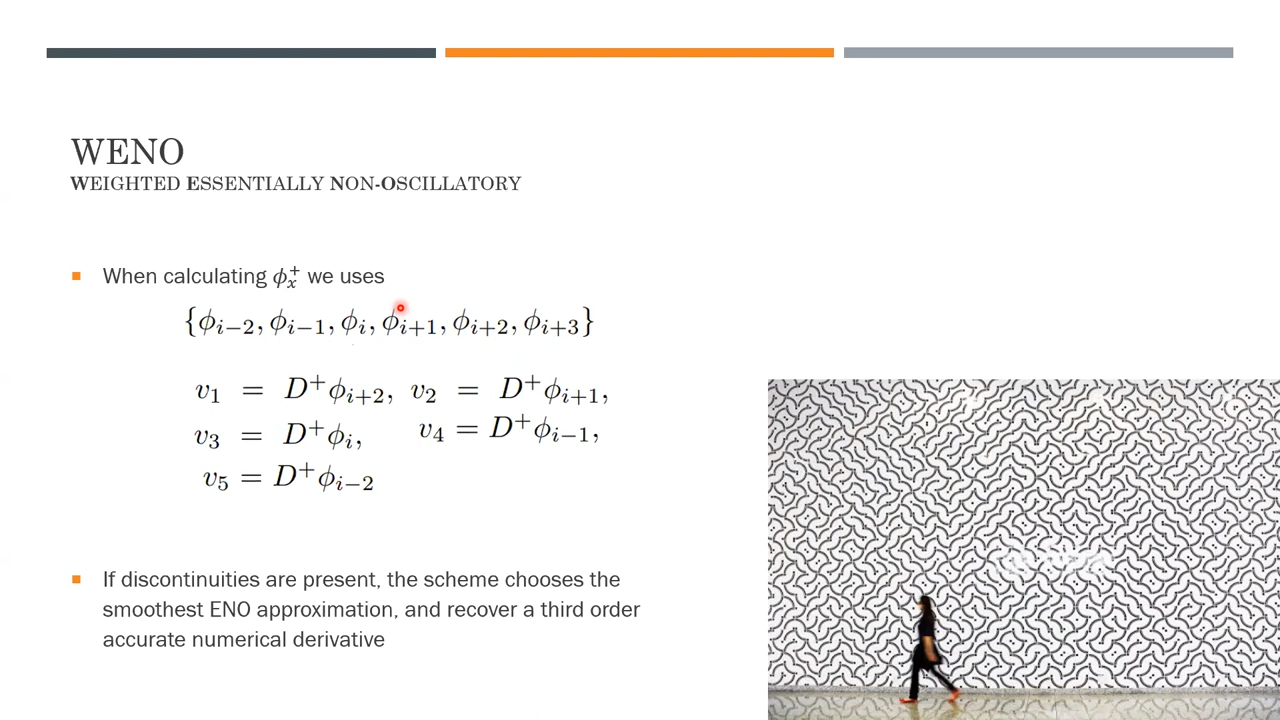 WENO
WEIGHTED ESSENTIALLY NON-OSCILLATORY
When calculating ϕₓ⁺ we uses
{ϕᵢ₋₂, ϕᵢ₋₁, ϕᵢ, ϕᵢ₊₁, ϕᵢ₊₂, ϕᵢ₊₃}
v₁ = D⁺ϕᵢ₊₂, v₂ = D⁺ϕᵢ₊₁,
v₃ = D⁺ϕᵢ, v₄ = D⁺ϕᵢ₋₁,
v₅ = D⁺ϕᵢ₋₂
If discontinuities are present, the scheme chooses the
smoothest ENO approximation, and recover a third order
accurate numerical derivative